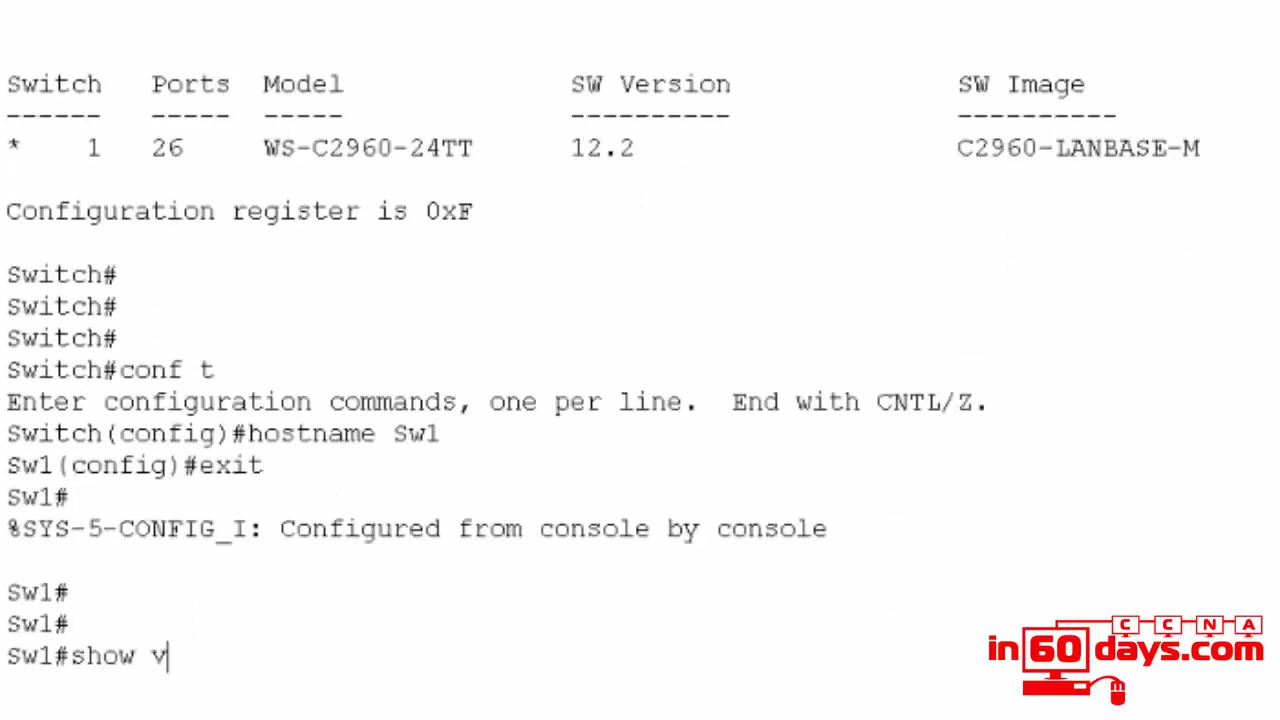 Switch   Ports  Model              SW Version            SW Image
------   -----  -----              ----------            ----------
*    1   26     WS-C2960-24TT      12.2                  C2960-LANBASE-M
Configuration register is 0xF
Switch#
Switch#
Switch#
Switch#conf t
Enter configuration commands, one per line.  End with CNTL/Z.
Switch(config)#hostname Sw1
Sw1(config)#exit
Sw1#
%SYS-5-CONFIG_I: Configured from console by console
Sw1#
Sw1#
Sw1#show v
CCNA
in60days.com